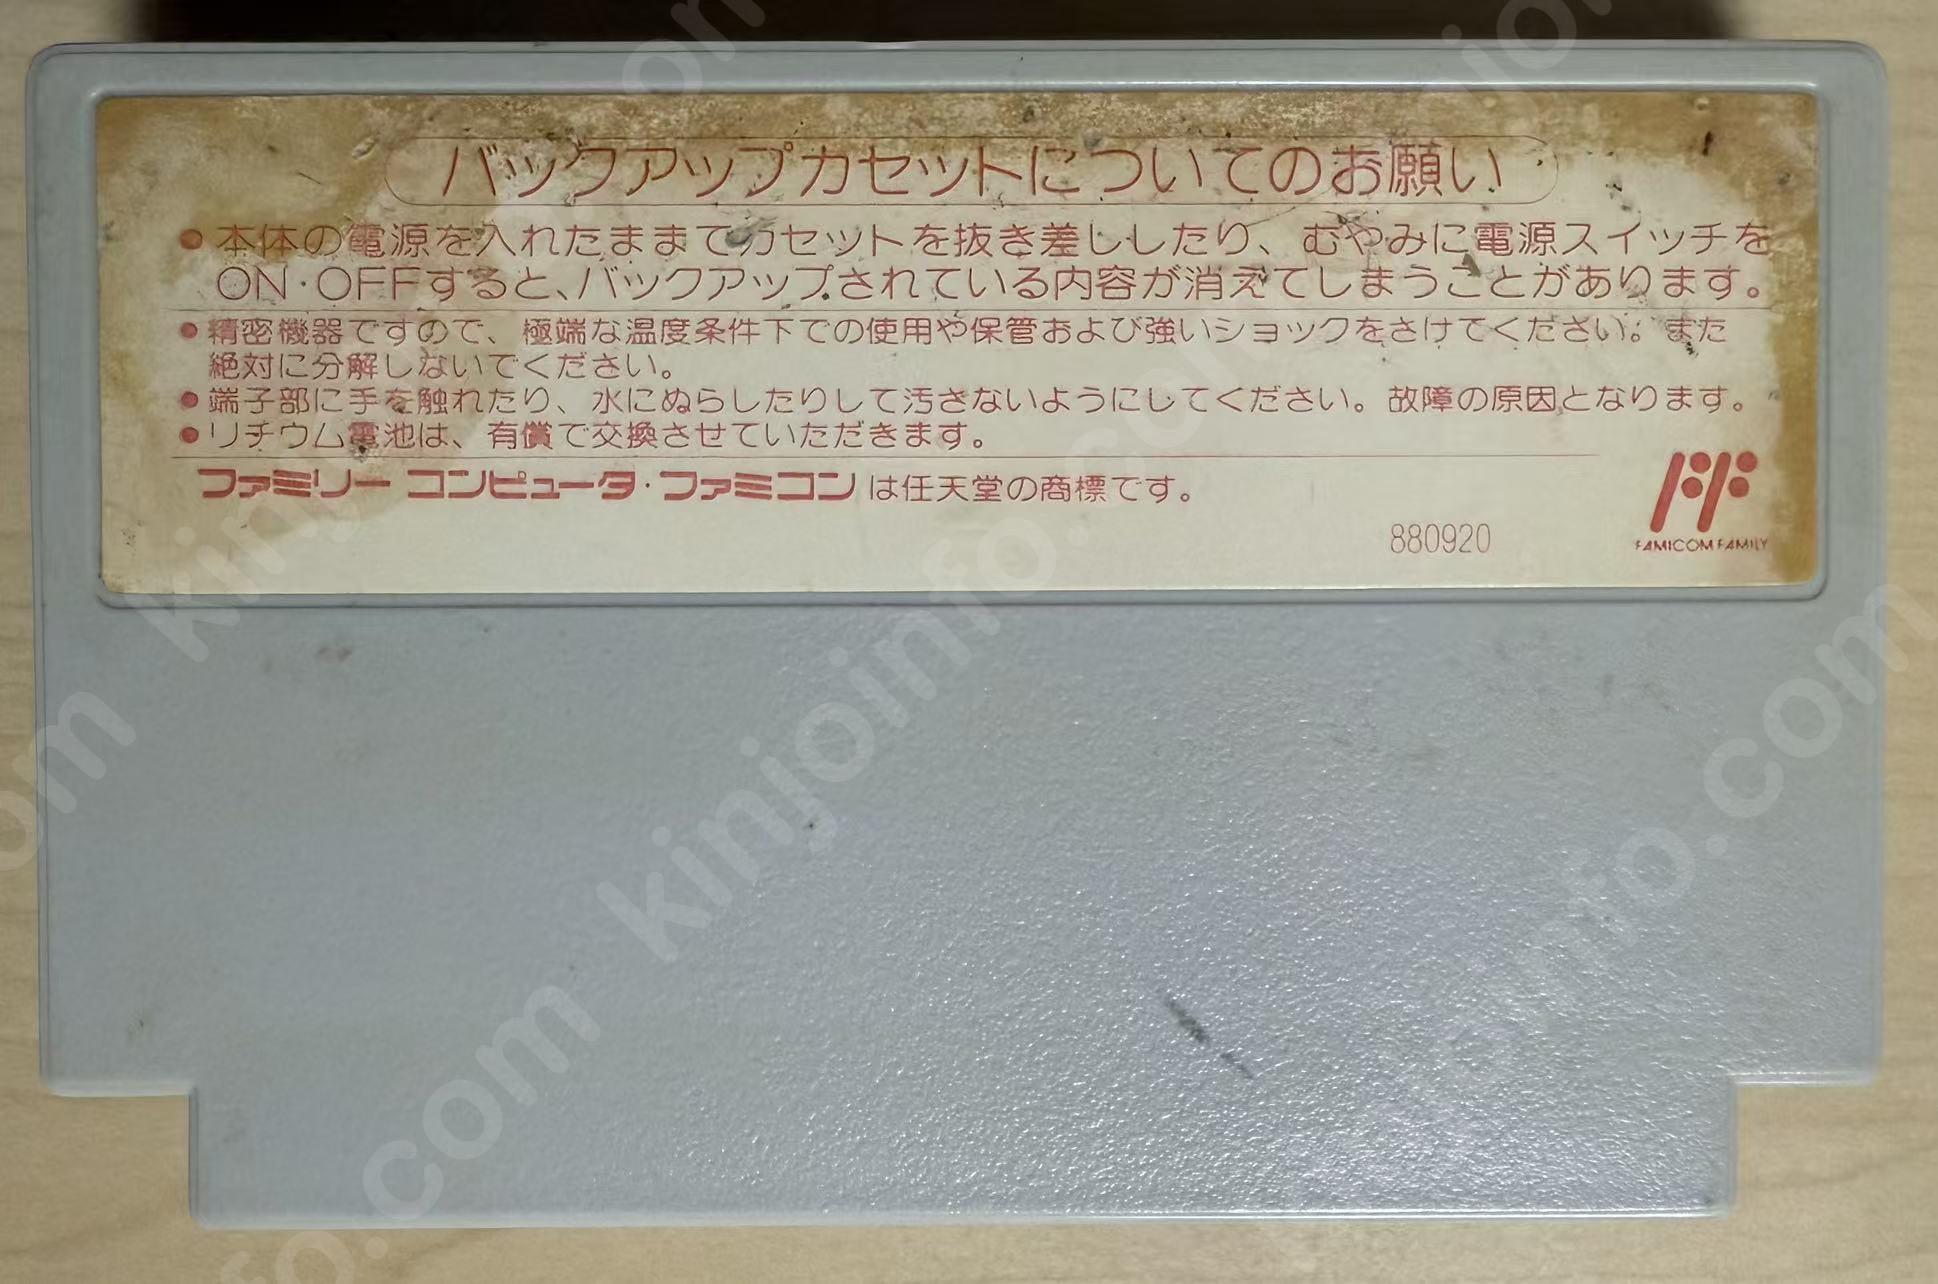 バックアップカセットについてのお願い
●本体の電源を入れたままでカセットを抜き差ししたり、むやみに電源スイッチを
ON・OFFすると、バックアップされている内容が消えてしまうことがあります。
●精密機器ですので、極端な温度条件下での使用や保管および強いショックをさけてください。また
絶対に分解しないでください。
●端子部に手を触れたり、水にぬらしたりして汚さないようにしてください。故障の原因となります。
●リチウム電池は、有償で交換させていただきます。
ファミリーコンピュータ・ファミコンは任天堂の商標です。
880920
FAMICOM FAMILY
kinjoinfo.com